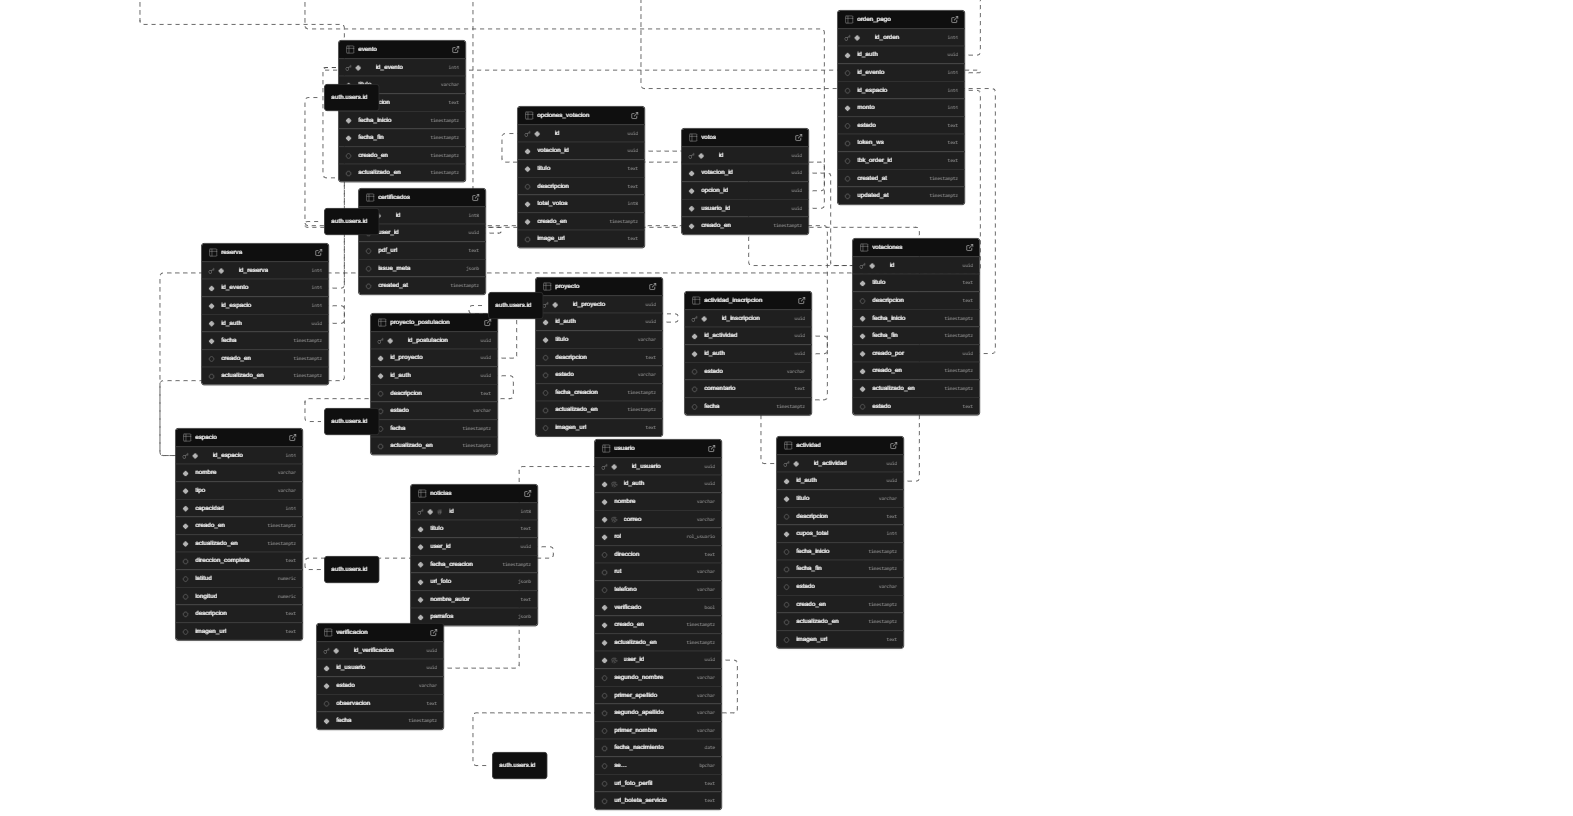 orden_pago
id_orden int8
id_auth uuid
id_evento int8
id_espacio int8
monto int8
estado text
token_ws text
tbk_order_id text
created_at timestamptz
updated_at timestamptz
evento
id_evento int8
varchar
auth.users.id
cion text
fecha_inicio timestamptz
fecha_fin timestamptz
creado_en timestamptz
actualizado_en timestamptz
opciones_votacion
id uuid
votacion_id uuid
titulo text
descripcion text
total_votos int8
creado_en timestamptz
image_url text
votos
id uuid
votacion_id uuid
opcion_id uuid
usuario_id uuid
creado_en timestamptz
certificados
id int8
auth.users.id
user_id uuid
pdf_url text
issue_meta jsonb
created_at timestamptz
reserva
id_reserva int8
id_evento int8
id_espacio int8
id_auth uuid
fecha timestamptz
creado_en timestamptz
actualizado_en timestamptz
votaciones
id uuid
titulo text
descripcion text
fecha_inicio timestamptz
fecha_fin timestamptz
creado_por uuid
creado_en timestamptz
actualizado_en timestamptz
estado text
proyecto
auth.users.id
id_proyecto uuid
id_auth uuid
titulo varchar
descripcion text
estado varchar
fecha_creacion timestamptz
actualizado_en timestamptz
imagen_url text
actividad_inscripcion
id_inscripcion uuid
id_actividad uuid
id_auth uuid
estado varchar
comentario text
fecha timestamptz
proyecto_postulacion
id_postulacion uuid
id_proyecto uuid
id_auth uuid
descripcion text
estado varchar
auth.users.id
fecha timestamptz
actualizado_en timestamptz
espacio
id_espacio int8
nombre varchar
tipo varchar
capacidad int8
creado_en timestamptz
actualizado_en timestamptz
direccion_completa text
latitud numeric
longitud numeric
descripcion text
imagen_url text
usuario
id_usuario uuid
id_auth uuid
nombre varchar
correo varchar
rol rol_usuario
direccion text
rut varchar
telefono varchar
verificado bool
creado_en timestamptz
actualizado_en timestamptz
user_id uuid
segundo_nombre varchar
primer_apellido varchar
segundo_apellido varchar
primer_nombre varchar
fecha_nacimiento date
se... bpchar
url_foto_perfil text
url_boleta_servicio text
actividad
id_actividad uuid
id_auth uuid
titulo varchar
descripcion text
cupos_total int8
fecha_inicio timestamptz
fecha_fin timestamptz
estado varchar
creado_en timestamptz
actualizado_en timestamptz
imagen_url text
noticias
id int8
titulo text
user_id uuid
fecha_creacion timestamptz
url_foto jsonb
nombre_autor text
parrafos jsonb
auth.users.id
verificacion
id_verificacion uuid
id_usuario uuid
estado varchar
observacion text
fecha timestamptz
auth.users.id